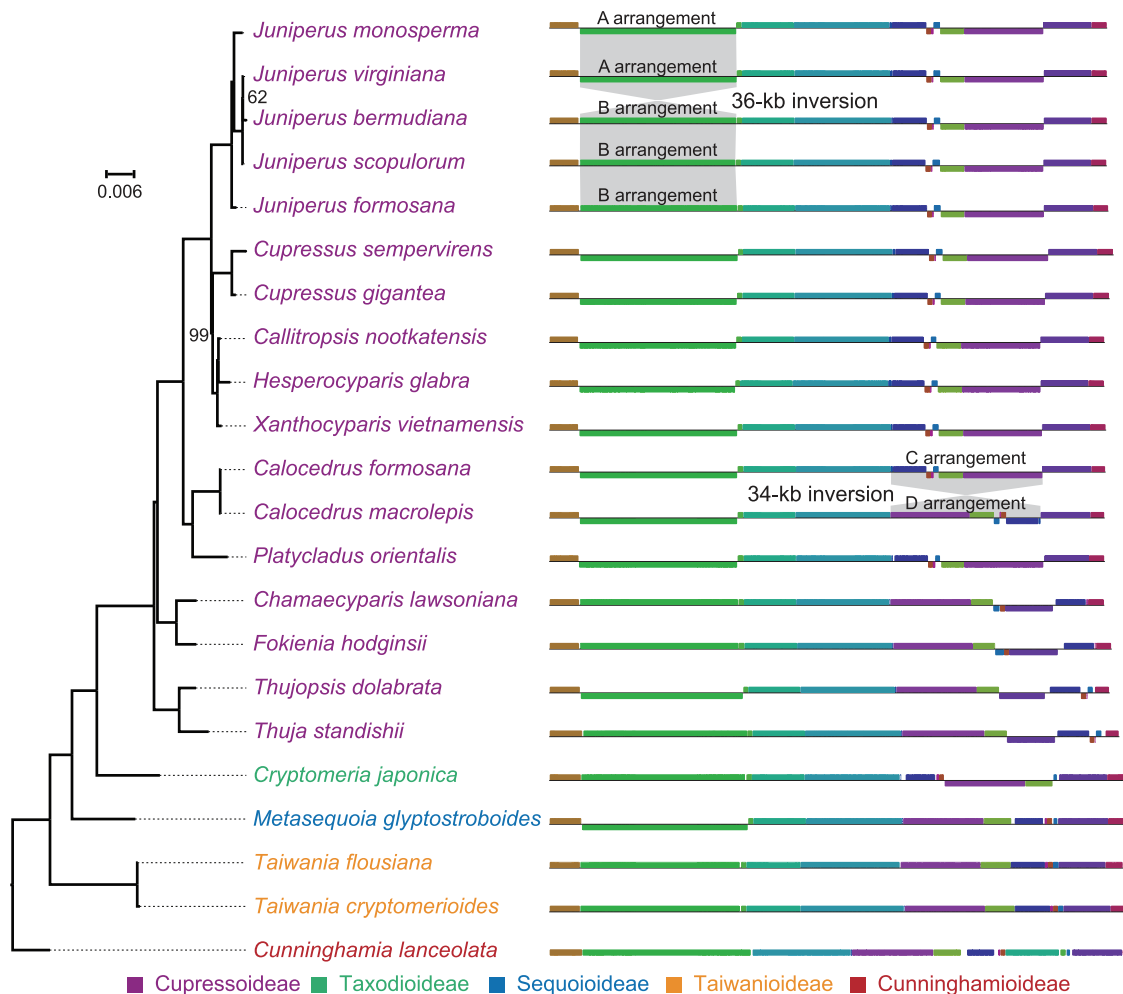 Juniperus monosperma
A arrangement
Juniperus virginiana
A arrangement
62
36-kb inversion
Juniperus bermudiana
B arrangement
Juniperus scopulorum
B arrangement
0.006
Juniperus formosana
B arrangement
Cupressus sempervirens
Cupressus gigantea
99
Callitropsis nootkatensis
Hesperocyparis glabra
Xanthocyparis vietnamensis
Calocedrus formosana
C arrangement
34-kb inversion
Calocedrus macrolepis
D arrangement
Platycladus orientalis
Chamaecyparis lawsoniana
Fokienia hodginsii
Thujopsis dolabrata
Thuja standishii
Cryptomeria japonica
Metasequoia glyptostroboides
Taiwania flousiana
Taiwania cryptomerioides
Cunninghamia lanceolata
Cupressoideae Taxodioideae Sequoioideae Taiwanioideae Cunninghamioideae